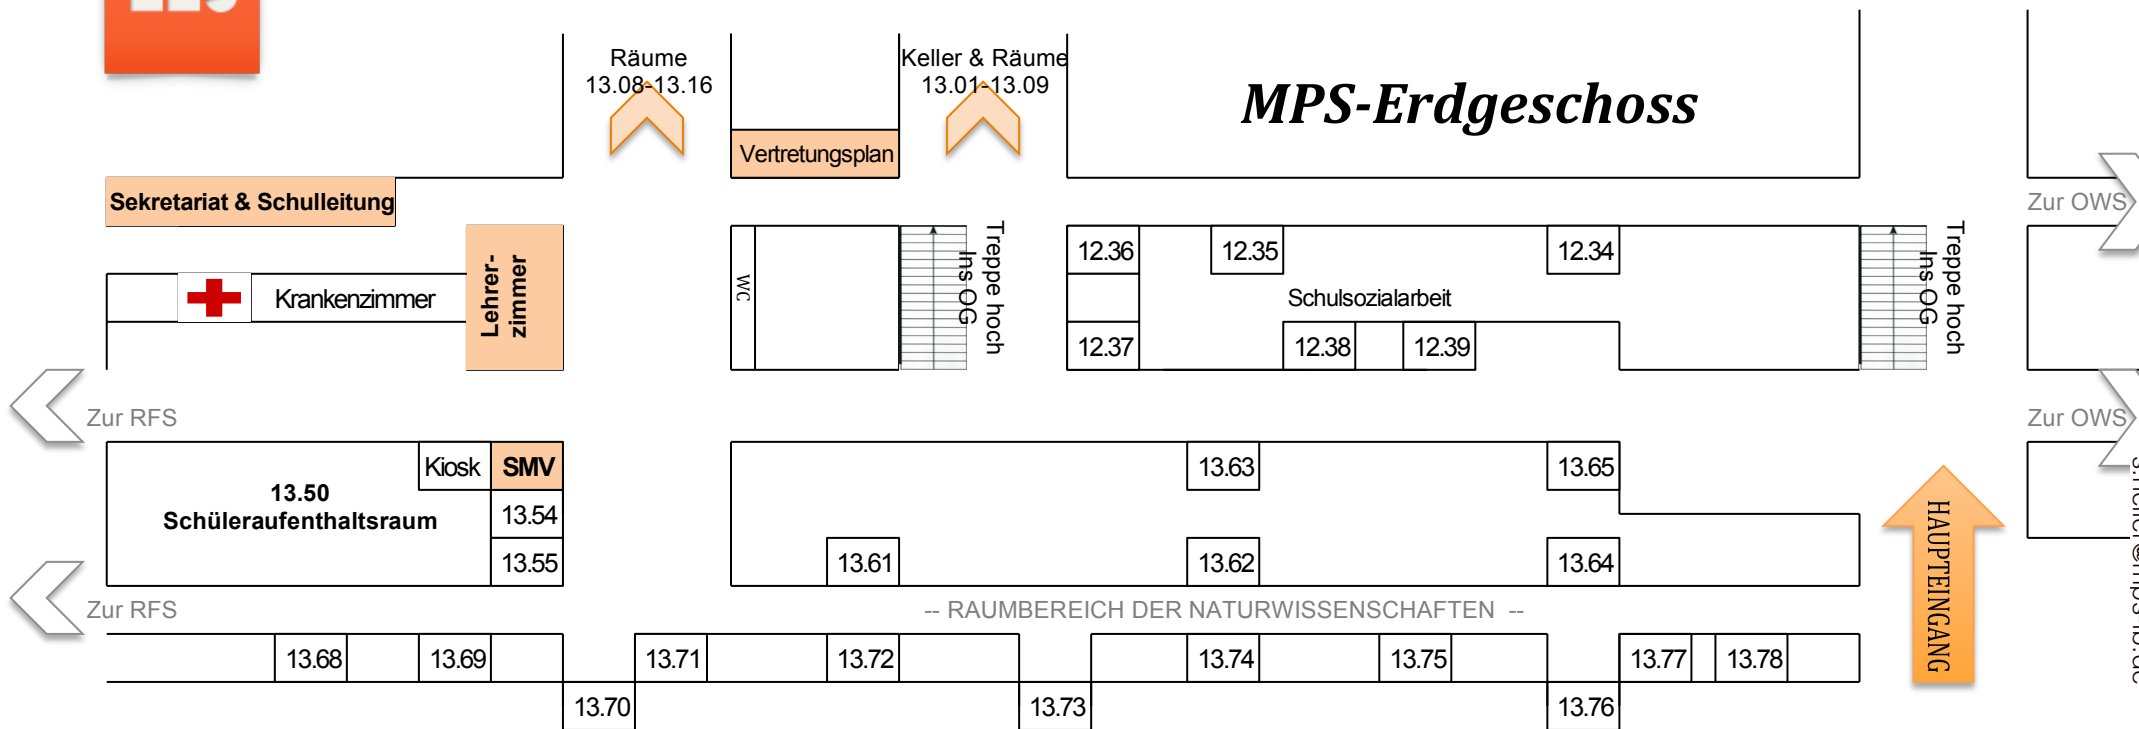 Räume
13.08-13.16
Keller & Räume
13.01-13.09
MPS-Erdgeschoss
Vertretungsplan
Sekretariat & Schulleitung
Zur OWS
Lehrer-
zimmer
Krankenzimmer
WC
Treppe hoch
Ins OG
12.36
12.35
12.34
Schulsozialarbeit
12.37
12.38
12.39
Treppe hoch
Ins OG
Zur RFS
Zur OWS
Kiosk
SMV
13.50
Schüleraufenthaltsraum
13.54
13.55
13.63
13.65
13.61
13.62
13.64
HAUPTEINGANG
Zur RFS
-- RAUMBEREICH DER NATURWISSENSCHAFTEN --
13.68
13.69
13.71
13.72
13.74
13.75
13.77
13.78
13.70
13.73
13.76